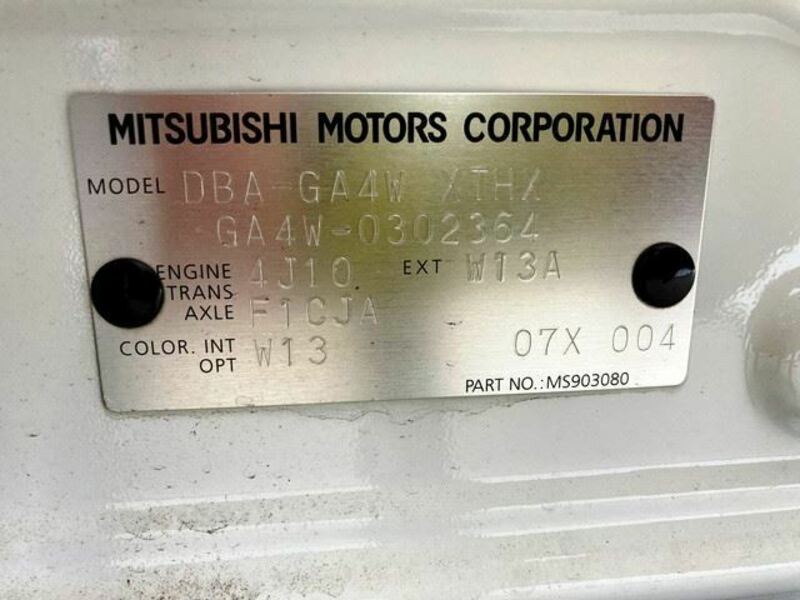 MITSUBISHI MOTORS CORPORATION
MODEL DBA-GA4W XTHX
GA4W-0302364
ENGINE 4J10 EXT W13A
TRANS
AXLE F1CJA
COLOR. INT W13 07X 004
OPT
PART NO.:MS903080